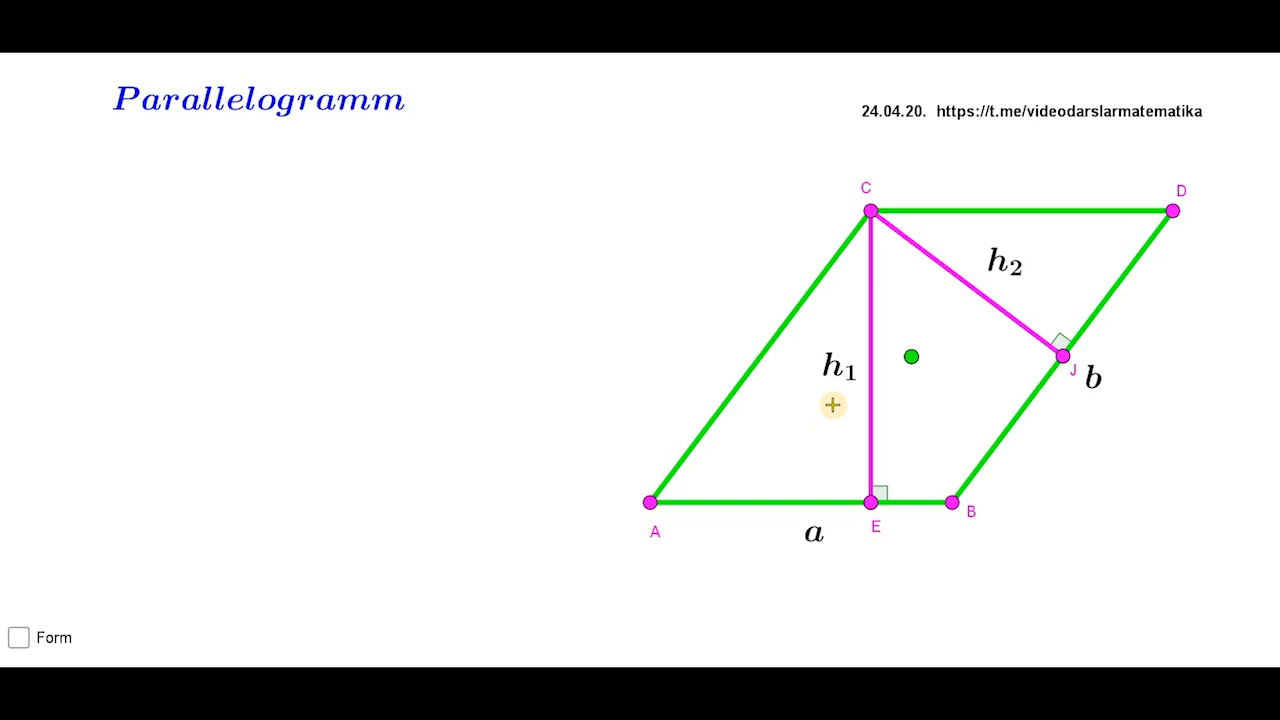 Parallelogramm
24.04.20. https://t.me/videodarslarmatematika
C
D
h₂
h₁
J
b
A
a
E
B
Form